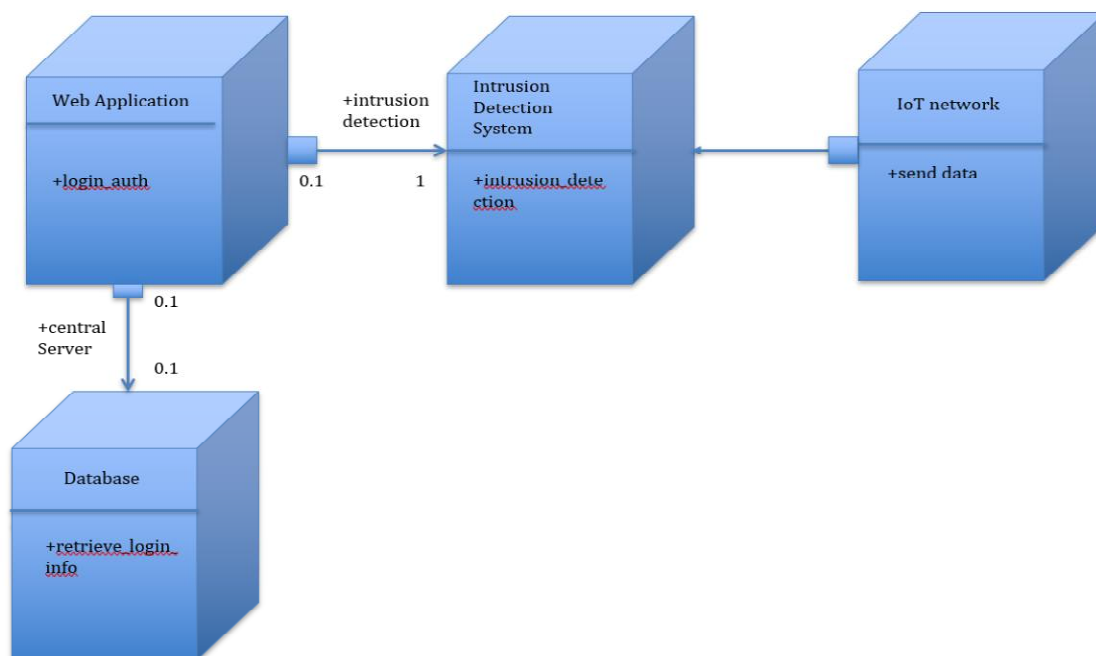 Web Application
+login_auth
+intrusion
detection
0.1
1
Intrusion
Detection
System
+intrusion_dete
ction
IoT network
+send data
0.1
+central
Server
0.1
Database
+retrieve_login_
info